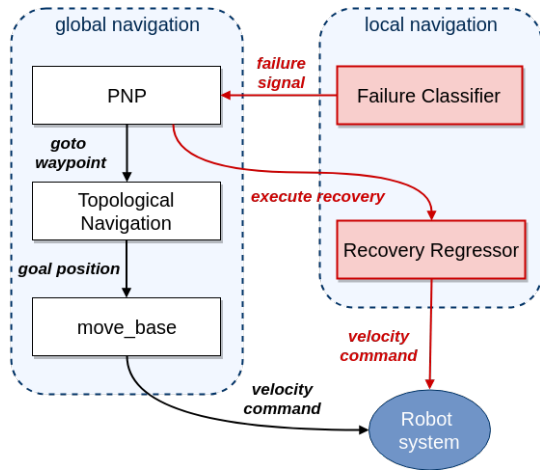 global navigation
local navigation
failure
signal
PNP
Failure Classifier
goto
waypoint
execute recovery
Topological
Navigation
Recovery Regressor
goal position
move_base
velocity
command
velocity
command
Robot
system